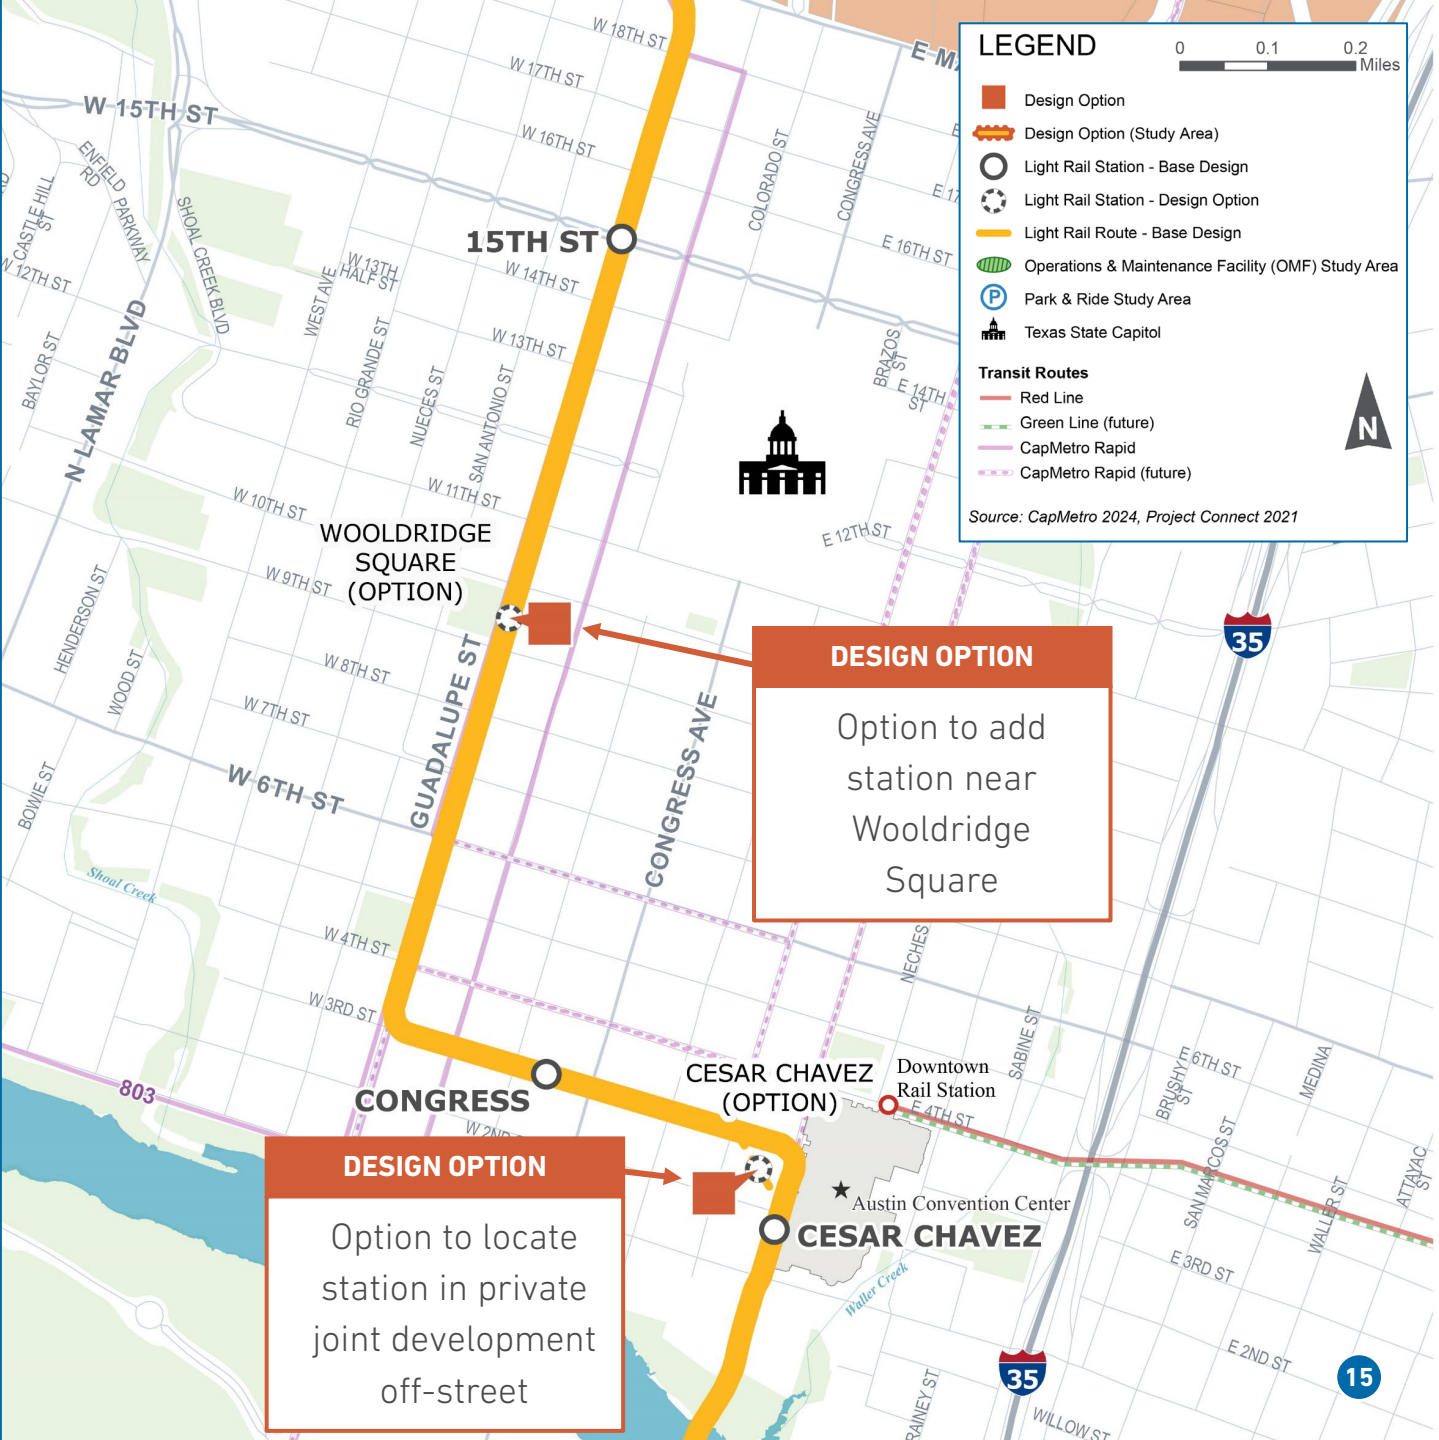 W 18TH ST
E MA
W 17TH ST
W 15TH ST
W 16TH ST
ENFIELD
RD
PARKWAY
CASTLE HILL
ST
SHOAL CREEK BLVD
COLORADO ST
CONGRESS AVE
E 17
15TH ST
E 16TH ST
W 12TH ST
W 13TH
HALF ST
W 14TH ST
WEST AVE
N LAMAR BLVD
BAYLOR ST
RIO GRANDE ST
NUECES ST
SAN ANTONIO ST
W 13TH ST
BRAZOS
ST
E 14TH
ST
LEGEND
0 0.1 0.2
Miles
Design Option
Design Option (Study Area)
Light Rail Station - Base Design
Light Rail Station - Design Option
Light Rail Route - Base Design
Operations & Maintenance Facility (OMF) Study Area
P
Park & Ride Study Area
Texas State Capitol
Transit Routes
Red Line
Green Line (future)
CapMetro Rapid
CapMetro Rapid (future)
N
Source: CapMetro 2024, Project Connect 2021
W 10TH ST
W 11TH ST
E 12TH ST
WOOLDRIDGE
SQUARE
(OPTION)
W 9TH ST
HENDERSON ST
WOOD ST
W 8TH ST
W 7TH ST
GUADALUPE ST
CONGRESS AVE
35
DESIGN OPTION
Option to add
station near
Wooldridge
Square
BOWIE ST
W 6TH ST
Shoal Creek
W 4TH ST
W 3RD ST
NECHES
SABINE ST
803
CONGRESS
W 2ND
CESAR CHAVEZ
(OPTION)
Downtown
Rail Station
E 4TH ST
E 6TH ST
BRUSHY
ST
MEDINA
SAN MARCOS ST
WALLER ST
ATTAYAC
ST
DESIGN OPTION
Option to locate
station in private
joint development
off-street
Austin Convention Center
CESAR CHAVEZ
E 3RD ST
Waller Creek
E 2ND ST
35
RAINEY ST
WILLOW ST
15